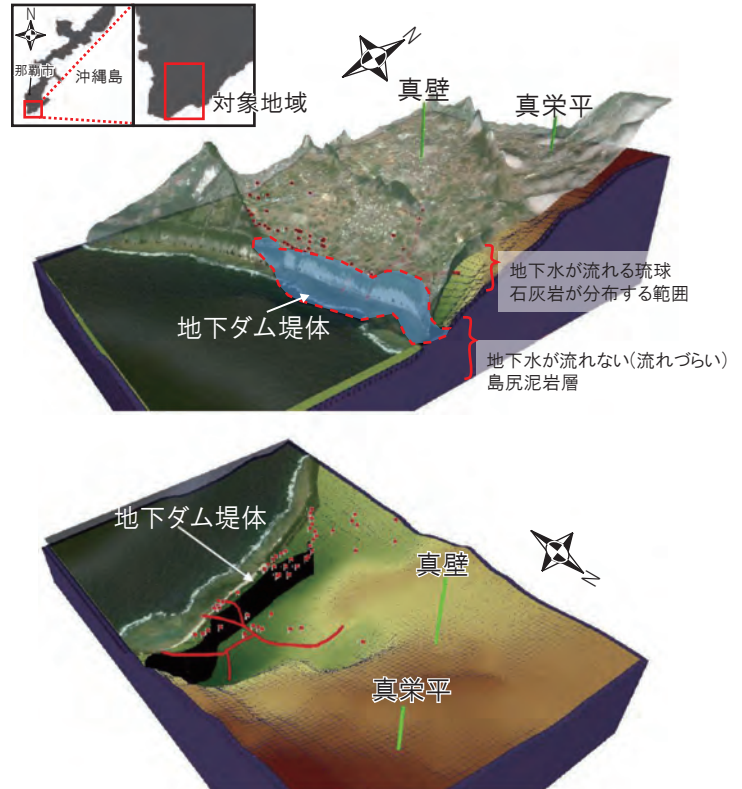 N
那覇市
沖縄島
対象地域
N
真壁
真栄平
地下水が流れる琉球
石灰岩が分布する範囲
地下ダム堤体
地下水が流れない(流れづらい)
島尻泥岩層
地下ダム堤体
真壁
N
真栄平